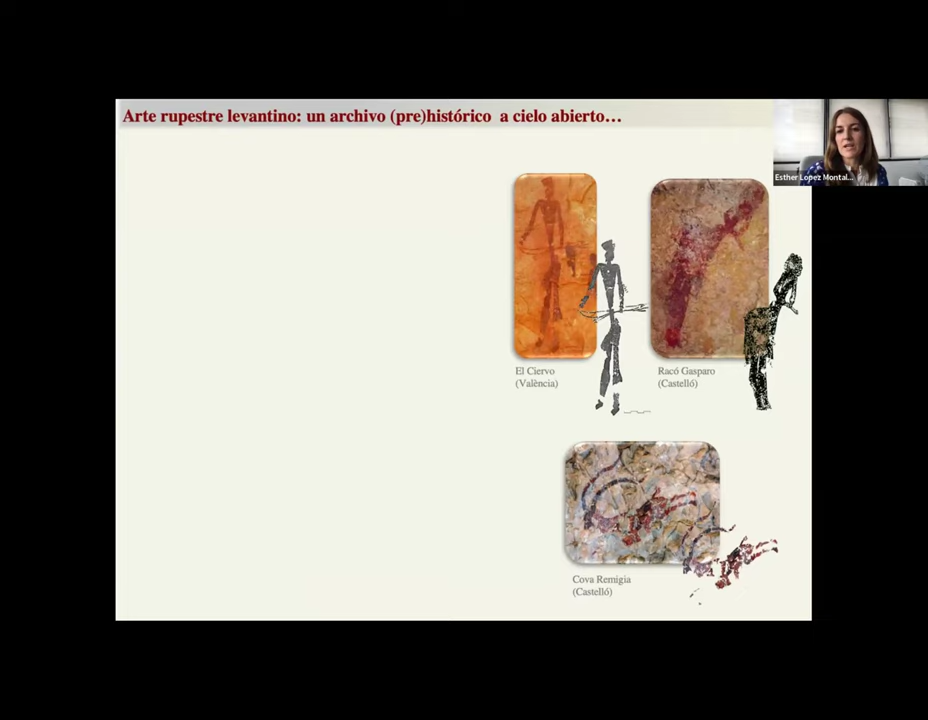 Arte rupestre levantino: un archivo (pre)histórico a cielo abierto…
Esther Lopez Montal...
El Ciervo
(València)
Racó Gasparo
(Castelló)
Cova Remigia
(Castelló)